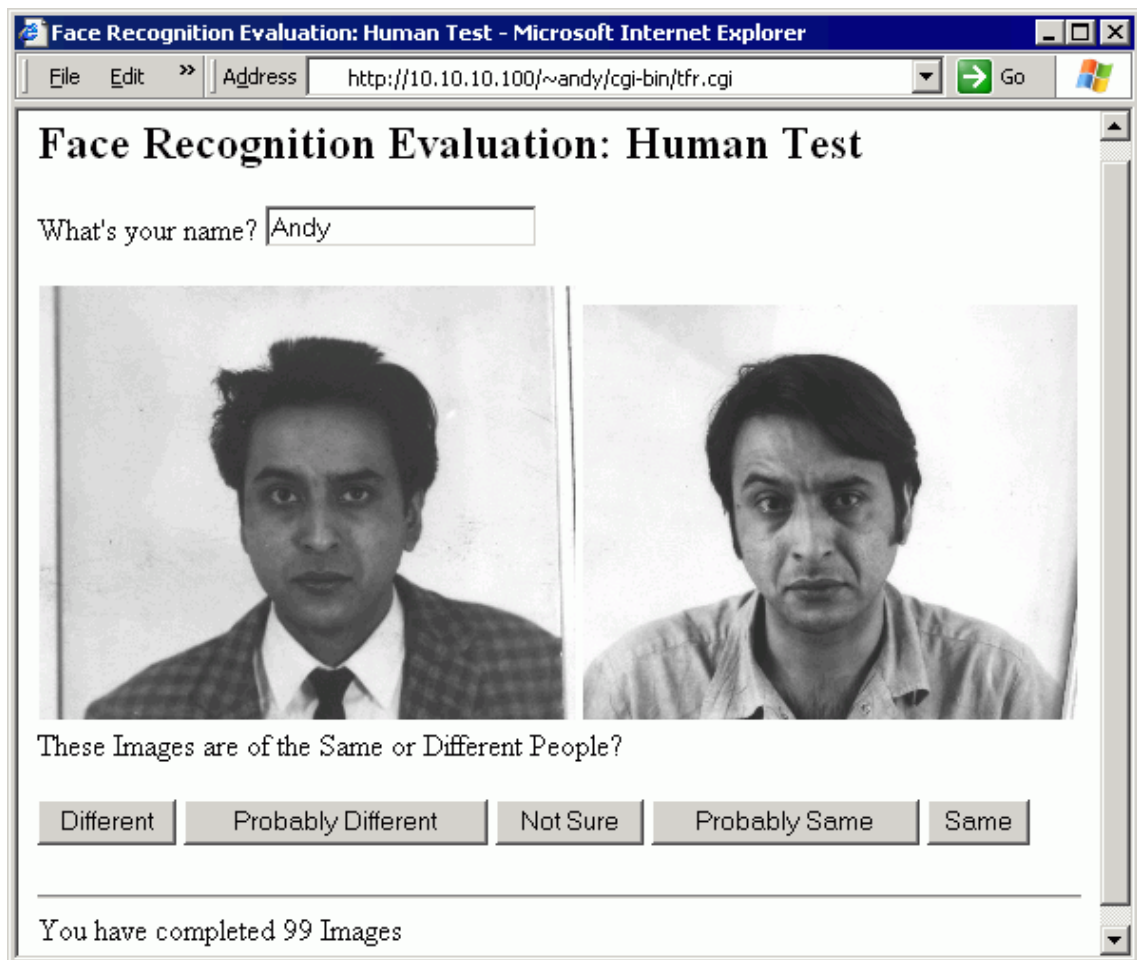 Face Recognition Evaluation: Human Test - Microsoft Internet Explorer
File Edit » Address http://10.10.10.100/~andy/cgi-bin/tfr.cgi Go
Face Recognition Evaluation: Human Test
What's your name? Andy
These Images are of the Same or Different People?
Different Probably Different Not Sure Probably Same Same
You have completed 99 Images